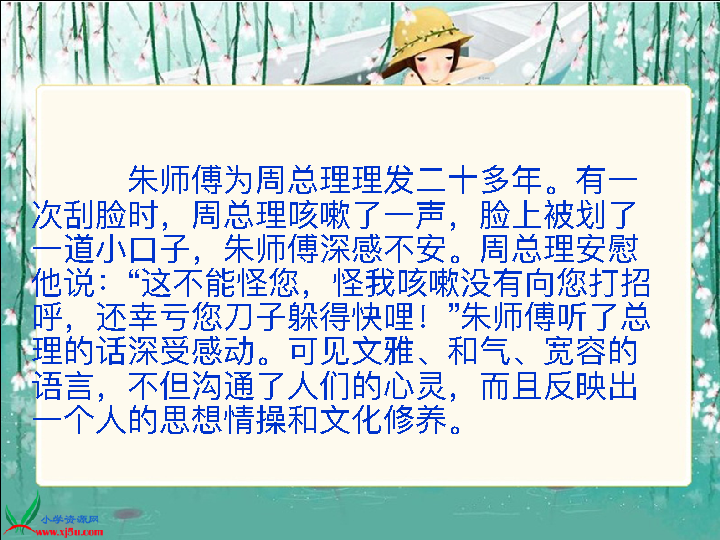 朱师傅为周总理理发二十多年。有一
次刮脸时，周总理咳嗽了一声，脸上被划了
一道小口子，朱师傅深感不安。周总理安慰
他说：“这不能怪您，怪我咳嗽没有向您打招
呼，还幸亏您刀子躲得快哩！”朱师傅听了总
理的话深受感动。可见文雅、和气、宽容的
语言，不但沟通了人们的心灵，而且反映出
一个人的思想情操和文化修养。
小学资源网
www.xj5u.com